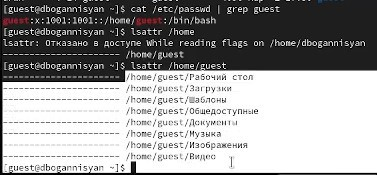 [guest@dbogannisyan ~]$ cat /etc/passwd | grep guest
guest:x:1001:1001::/home/guest:/bin/bash
[guest@dbogannisyan ~]$ lsattr /home
lsattr: Отказано в доступе While reading flags on /home/dbogannisyan
---------------------- /home/guest
[guest@dbogannisyan ~]$ lsattr /home/guest
---------------------- /home/guest/Рабочий стол
---------------------- /home/guest/Загрузки
---------------------- /home/guest/Шаблоны
---------------------- /home/guest/Общедоступные
---------------------- /home/guest/Документы
---------------------- /home/guest/Музыка
---------------------- /home/guest/Изображения
---------------------- /home/guest/Видео
[guest@dbogannisyan ~]$